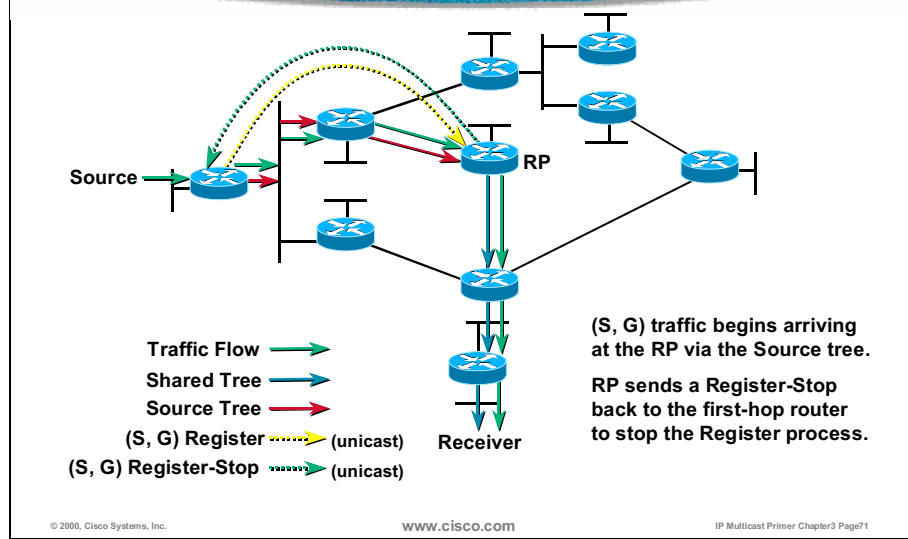 RP
Source
Traffic Flow
Shared Tree
Source Tree
(S, G) Register (unicast)
(S, G) Register-Stop (unicast)
Receiver
(S, G) traffic begins arriving
at the RP via the Source tree.
RP sends a Register-Stop
back to the first-hop router
to stop the Register process.
© 2000, Cisco Systems, Inc.
www.cisco.com
IP Multicast Primer Chapter3 Page71